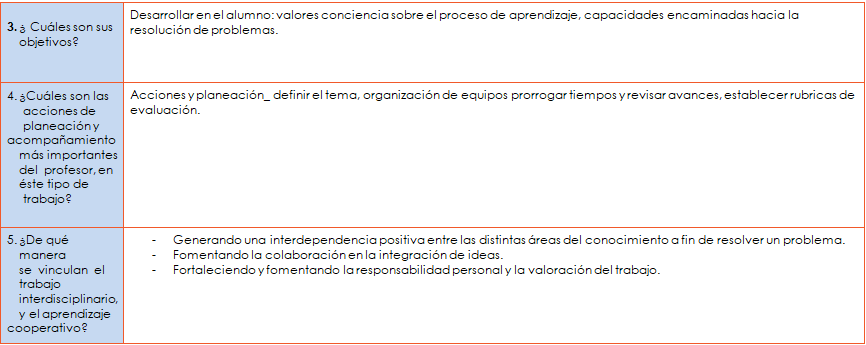 3. ¿ Cuáles son sus
objetivos?
Desarrollar en el alumno: valores conciencia sobre el proceso de aprendizaje, capacidades encaminadas hacia la
resolución de problemas.
4. ¿Cuáles son las
acciones de
planeación y
acompañamiento
más importantes
del profesor, en
éste tipo de
trabajo?
Acciones y planeación_ definir el tema, organización de equipos prorrogar tiempos y revisar avances, establecer rubricas de
evaluación.
5. ¿De qué
manera
se vinculan el
trabajo
interdisciplinario,
y el aprendizaje
cooperativo?
- Generando una interdependencia positiva entre las distintas áreas del conocimiento a fin de resolver un problema.
- Fomentando la colaboración en la integración de ideas.
- Fortaleciendo y fomentando la responsabilidad personal y la valoración del trabajo.